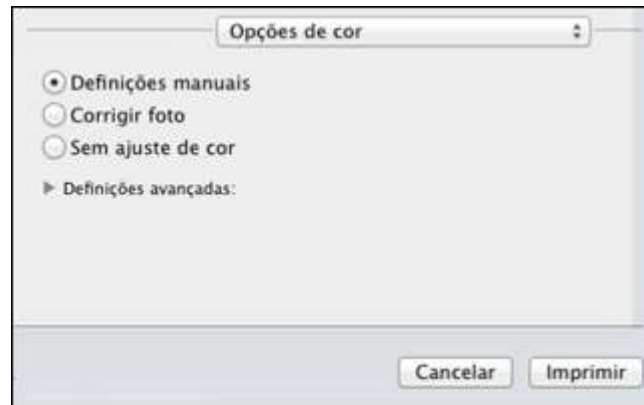 Opções de cor
Definições manuais
Corrigir foto
Sem ajuste de cor
Definições avançadas:
Cancelar
Imprimir